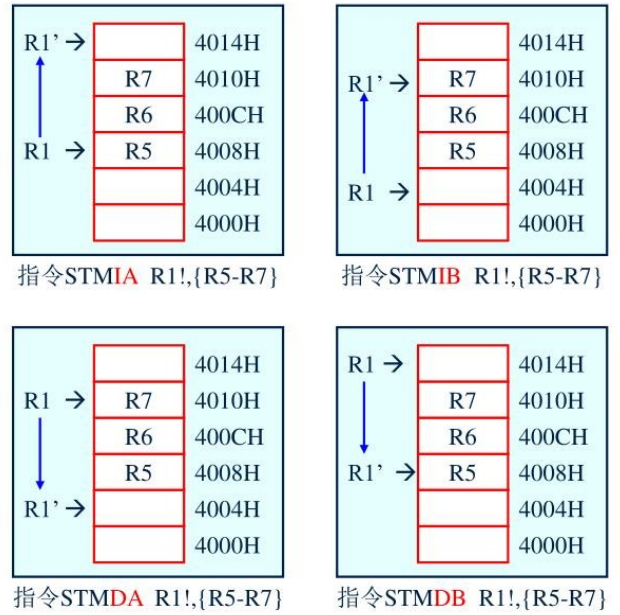 R1’ → 4014H
R7 4010H
R6 400CH
R1 → R5 4008H
4004H
4000H
指令STMIA R1!,{R5-R7}
4014H
R1’ → R7 4010H
R6 400CH
R5 4008H
R1 → 4004H
4000H
指令STMIB R1!,{R5-R7}
4014H
R1 → R7 4010H
R6 400CH
R5 4008H
R1’ → 4004H
4000H
指令STMDA R1!,{R5-R7}
R1 → 4014H
R7 4010H
R6 400CH
R1’ → R5 4008H
4004H
4000H
指令STMDB R1!,{R5-R7}